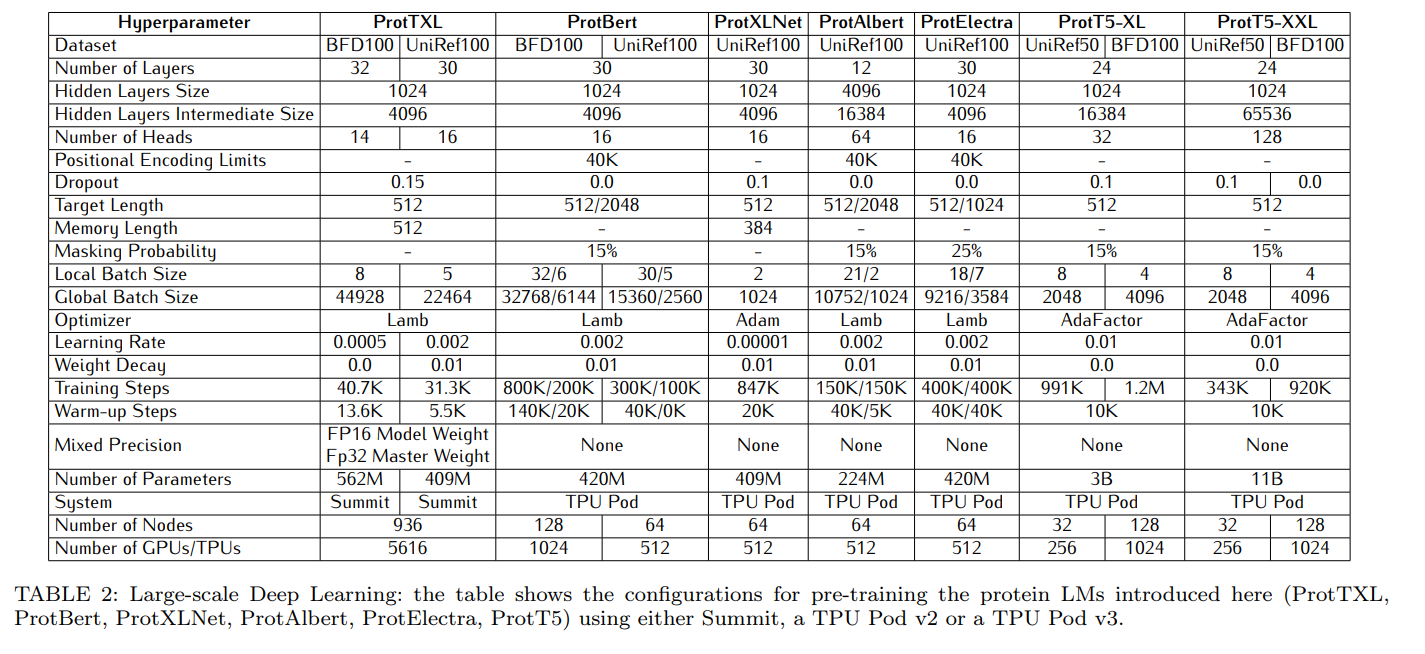 Hyperparameter ProtTXL ProtBert ProtXLNet ProtAlbert ProtElectra ProtT5-XL ProtT5-XXL
Dataset BFD100 UniRef100 BFD100 UniRef100 UniRef100 UniRef100 UniRef100 UniRef50 BFD100 UniRef50 BFD100
Number of Layers 32 30 30 30 12 30 24 24
Hidden Layers Size 1024 1024 1024 4096 1024 1024 1024
Hidden Layers Intermediate Size 4096 4096 4096 16384 4096 16384 65536
Number of Heads 14 16 16 16 64 16 32 128
Positional Encoding Limits – 40K – 40K 40K – –
Dropout 0.15 0.0 0.1 0.0 0.0 0.1 0.1 0.0
Target Length 512 512/2048 512 512/2048 512/1024 512 512
Memory Length 512 – 384 – – – –
Masking Probability – 15% – 15% 25% 15% 15%
Local Batch Size 8 5 32/6 30/5 2 21/2 18/7 8 4 8 4
Global Batch Size 44928 22464 32768/6144 15360/2560 1024 10752/1024 9216/3584 2048 4096 2048 4096
Optimizer Lamb Lamb Adam Lamb Lamb AdaFactor AdaFactor
Learning Rate 0.0005 0.002 0.002 0.00001 0.002 0.002 0.01 0.01
Weight Decay 0.0 0.01 0.01 0.01 0.01 0.01 0.0 0.0
Training Steps 40.7K 31.3K 800K/200K 300K/100K 847K 150K/150K 400K/400K 991K 1.2M 343K 920K
Warm-up Steps 13.6K 5.5K 140K/20K 40K/0K 20K 40K/5K 40K/40K 10K 10K
Mixed Precision FP16 Model Weight
Fp32 Master Weight None None None None None None
Number of Parameters 562M 409M 420M 409M 224M 420M 3B 11B
System Summit Summit TPU Pod TPU Pod TPU Pod TPU Pod TPU Pod TPU Pod
Number of Nodes 936 128 64 64 64 64 32 128 32 128
Number of GPUs/TPUs 5616 1024 512 512 512 512 256 1024 256 1024
TABLE 2: Large-scale Deep Learning: the table shows the configurations for pre-training the protein LMs introduced here (ProtTXL,
ProtBert, ProtXLNet, ProtAlbert, ProtElectra, ProtT5) using either Summit, a TPU Pod v2 or a TPU Pod v3.